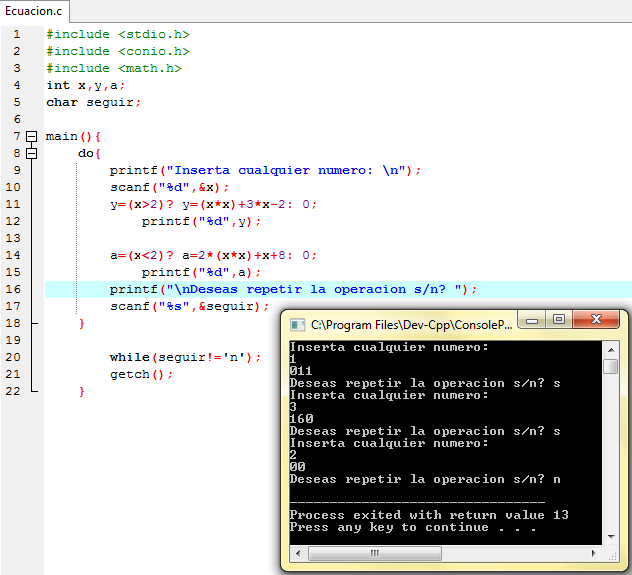 Ecuacion.c
1 #include <stdio.h>
2 #include <conio.h>
3 #include <math.h>
4 int x,y,a;
5 char seguir;
6
7 main(){
8 do{
9 printf("Inserta cualquier numero: \n");
10 scanf("%d",&x);
11 y=(x>2)? y=(x*x)+3*x-2: 0;
12 printf("%d",y);
13
14 a=(x<2)? a=2*(x*x)+x+8: 0;
15 printf("%d",a);
16 printf("\nDeseas repetir la operacion s/n? ");
17 scanf("%s",&seguir);
18 }
19
20 while(seguir!='n');
21 getch();
22 }
C:\Program Files\Dev-Cpp\ConsoleP...
Inserta cualquier numero:
1
011
Deseas repetir la operacion s/n? s
Inserta cualquier numero:
3
160
Deseas repetir la operacion s/n? s
Inserta cualquier numero:
2
00
Deseas repetir la operacion s/n? n
--------------------------------
Process exited with return value 13
Press any key to continue . . .